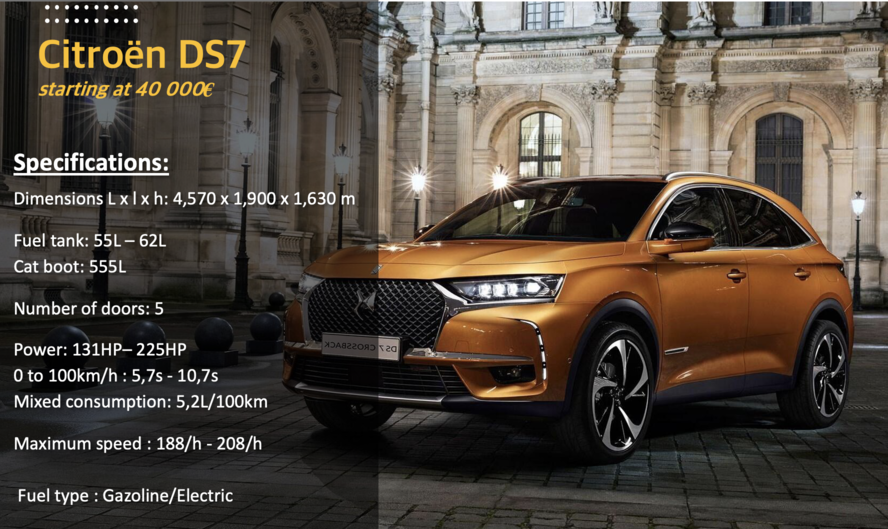 Citroën DS7
starting at 40 000€
Specifications:
Dimensions L x l x h: 4,570 x 1,900 x 1,630 m
Fuel tank: 55L – 62L
Cat boot: 555L
Number of doors: 5
Power: 131HP– 225HP
0 to 100km/h : 5,7s - 10,7s
Mixed consumption: 5,2L/100km
Maximum speed : 188/h - 208/h
Fuel type : Gazoline/Electric
DS 7 CROSSBACK